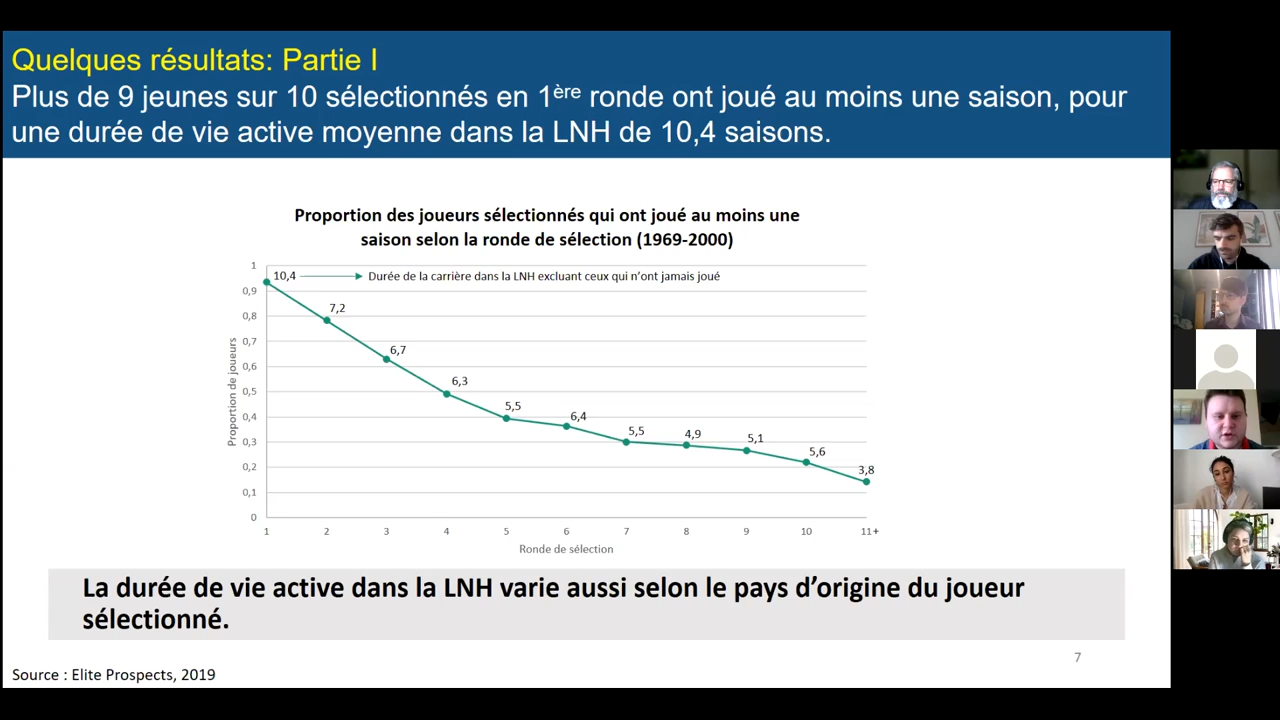 Quelques résultats: Partie I
Plus de 9 jeunes sur 10 sélectionnés en 1ère ronde ont joué au moins une saison, pour
une durée de vie active moyenne dans la LNH de 10,4 saisons.
Proportion des joueurs sélectionnés qui ont joué au moins une
saison selon la ronde de sélection (1969-2000)
Proportion de joueurs
1
0,9
0,8
0,7
0,6
0,5
0,4
0,3
0,2
0,1
0
10,4
Durée de la carrière dans la LNH excluant ceux qui n'ont jamais joué
7,2
6,7
6,3
5,5
6,4
5,5
4,9
5,1
5,6
3,8
1 2 3 4 5 6 7 8 9 10 11+
Ronde de sélection
La durée de vie active dans la LNH varie aussi selon le pays d'origine du joueur
sélectionné.
7
Source : Elite Prospects, 2019